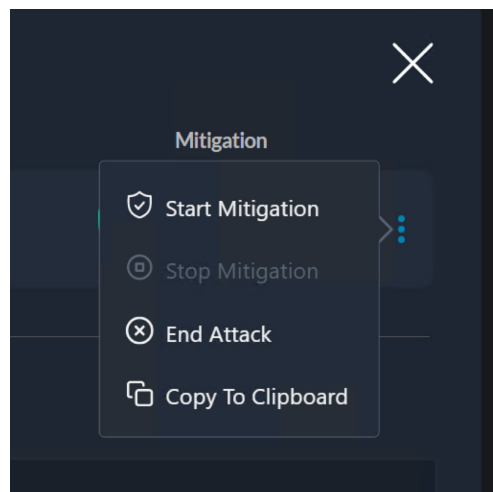 Mitigation
Start Mitigation
Stop Mitigation
End Attack
Copy To Clipboard